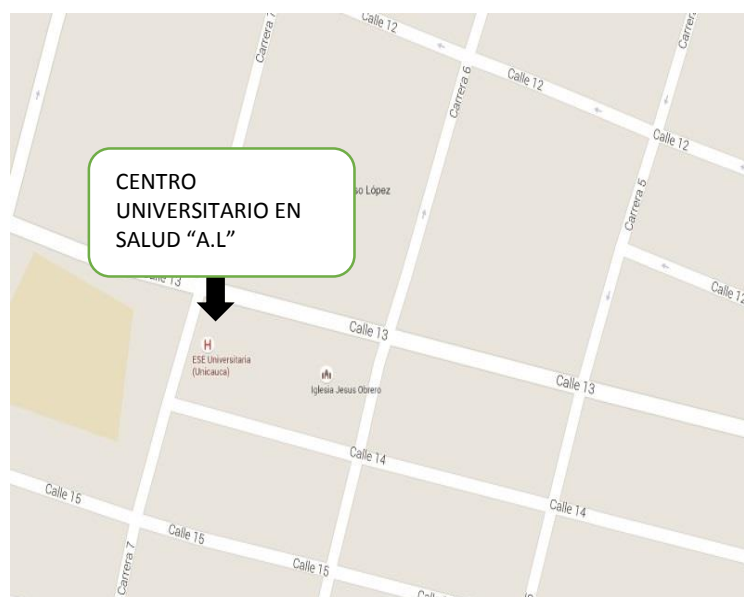 Calle 12
Carrera 7
Carrera 6
Calle 12
Calle 12
Carrera 5
CENTRO
UNIVERSITARIO EN
SALUD “A.L”
so López
Calle 12
Calle 13
Calle 13
ESE Universitaria
(Unicauca)
Iglesia Jesus Obrero
Calle 13
Calle 14
Calle 14
Calle 15
Calle 15
Calle 15
Carrera 7